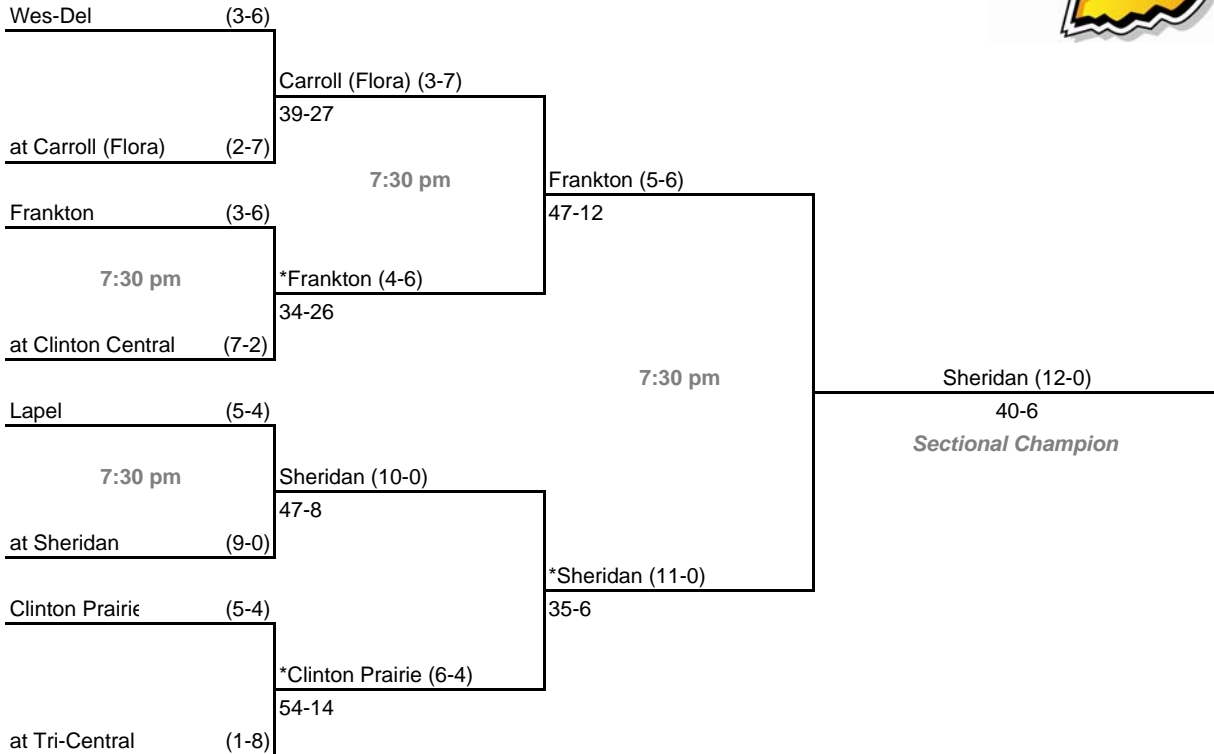 Wes-Del (3-6)
Carroll (Flora) (3-7)
39-27
at Carroll (Flora) (2-7)
7:30 pm
Frankton (5-6)
47-12
Frankton (3-6)
7:30 pm
*Frankton (4-6)
34-26
at Clinton Central (7-2)
7:30 pm
Sheridan (12-0)
40-6
Sectional Champion
Lapel (5-4)
7:30 pm
Sheridan (10-0)
47-8
at Sheridan (9-0)
*Sheridan (11-0)
35-6
Clinton Prairie (5-4)
*Clinton Prairie (6-4)
54-14
at Tri-Central (1-8)